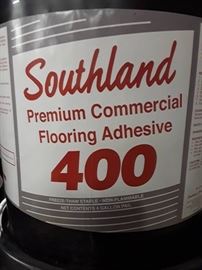 Southland
Premium Commercial
Flooring Adhesive
400
FREEZE/THAW STABLE - NON-FLAMMABLE
NET CONTENTS 4 GALLON PAIL